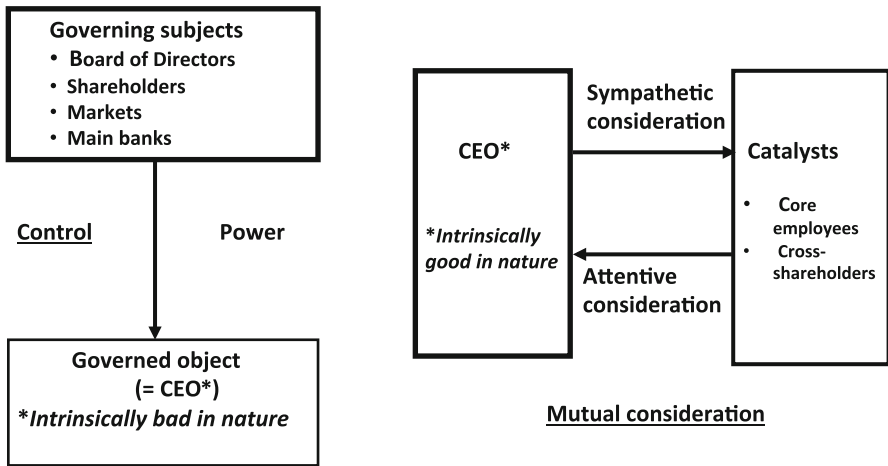 Governing subjects
• Board of Directors
• Shareholders
• Markets
• Main banks
Control
Power
Governed object
(= CEO*)
*Intrinsically bad in nature
CEO*
*Intrinsically
good in nature
Sympathetic
consideration
Attentive
consideration
Catalysts
• Core
employees
• Cross-
shareholders
Mutual consideration